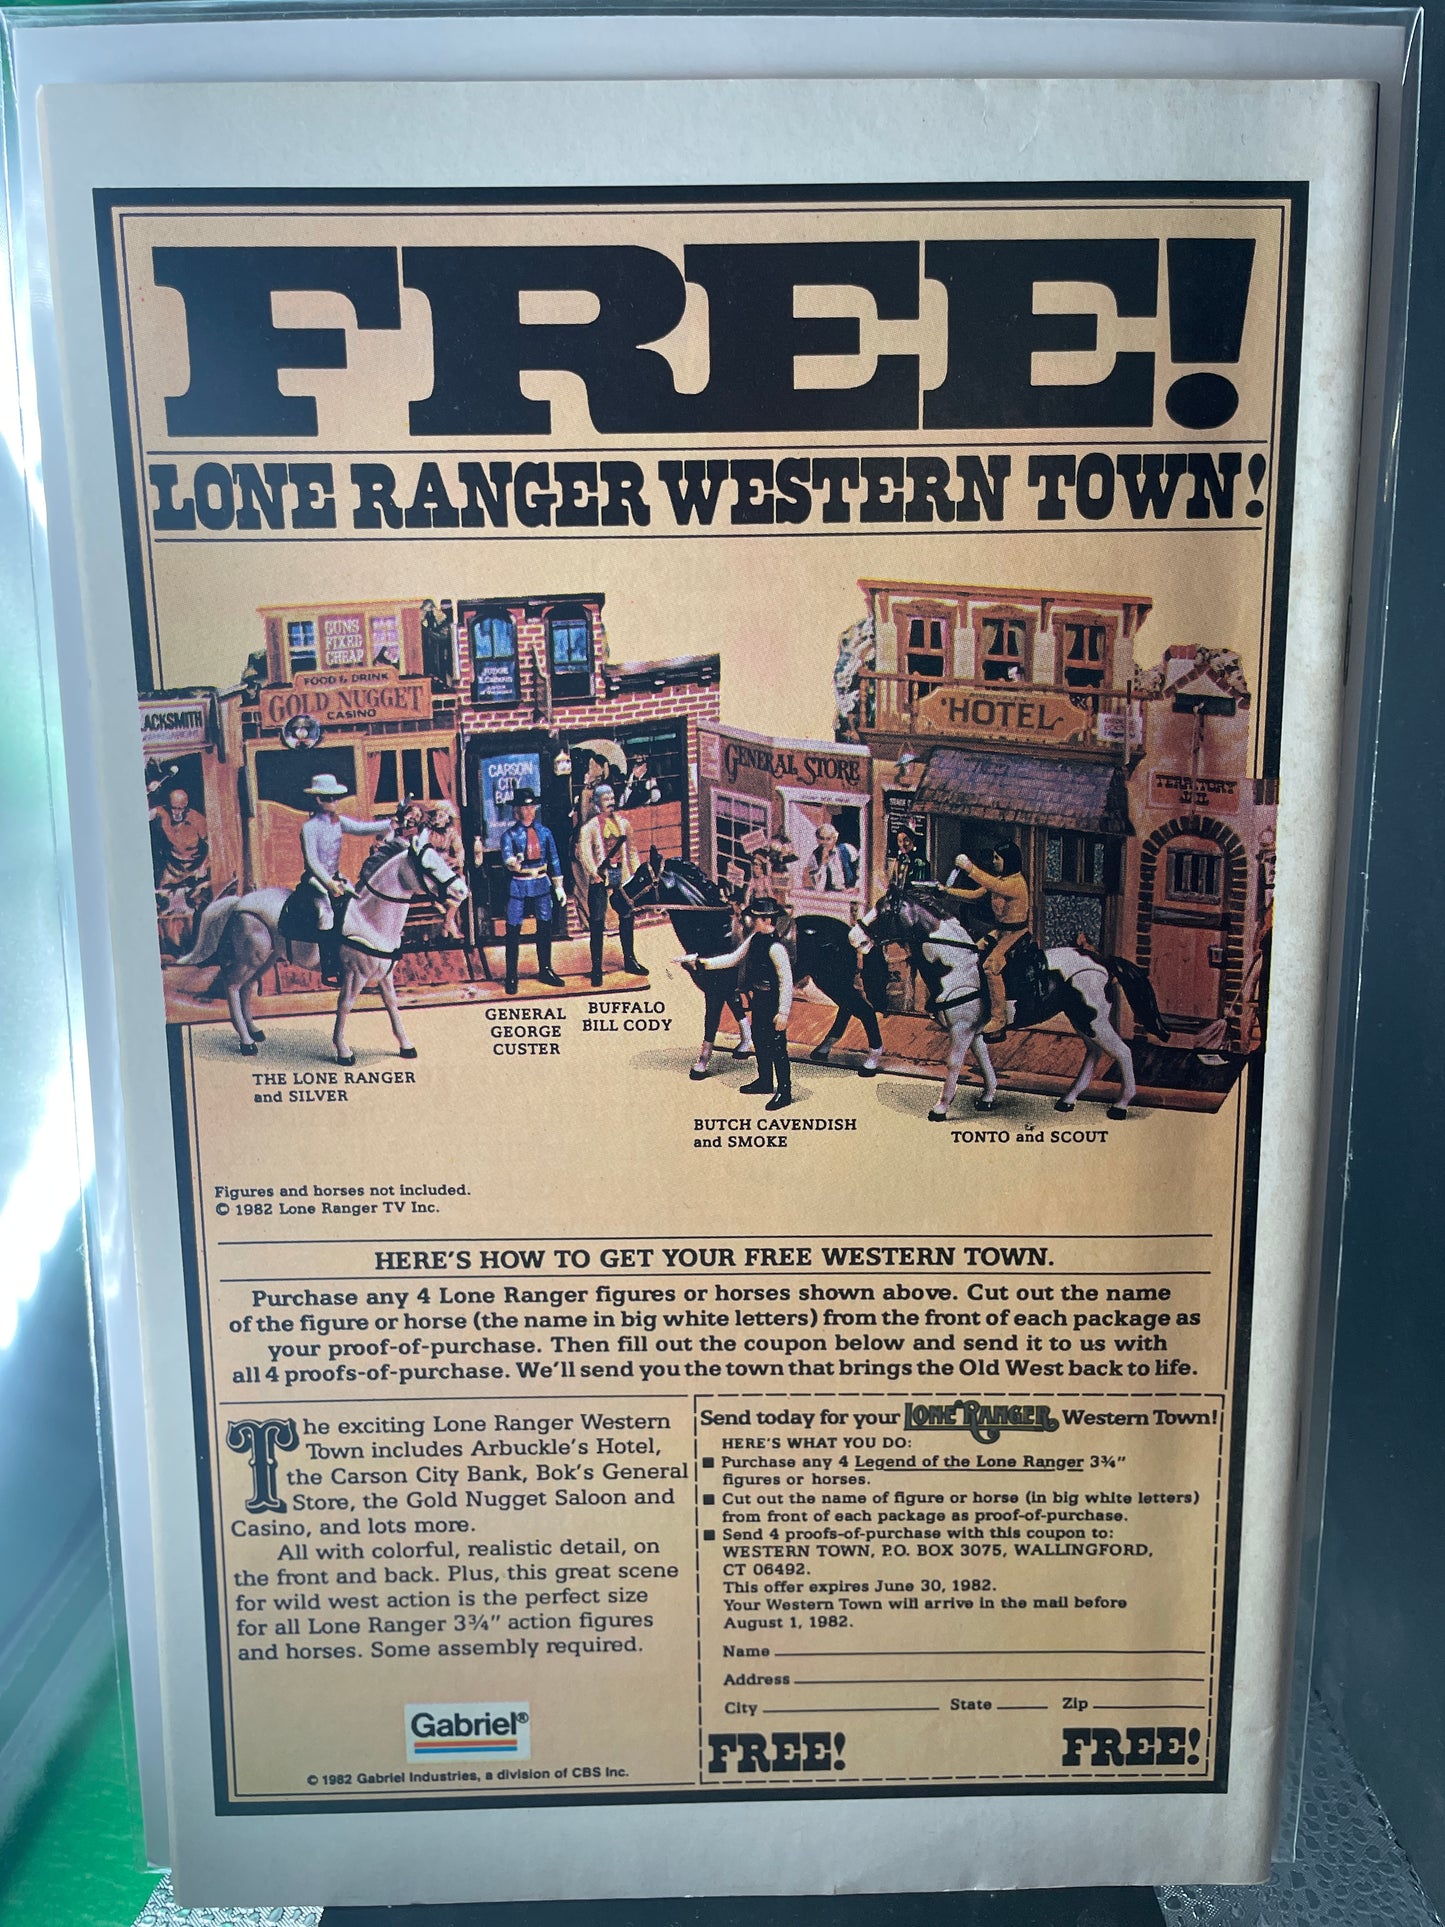 FREE!
LONE RANGER WESTERN TOWN!
GUNS
FIXED
CHEAP
FOOD & DRINK
GOLD NUGGET
CASINO
ACKSMITH
CARSON
CITY
BA
GENERAL STORE
HOTEL
TERRITORY
JAIL
GENERAL
GEORGE
CUSTER
BUFFALO
BILL CODY
THE LONE RANGER
and SILVER
BUTCH CAVENDISH
and SMOKE
TONTO and SCOUT
Figures and horses not included.
© 1982 Lone Ranger TV Inc.
HERE'S HOW TO GET YOUR FREE WESTERN TOWN.
Purchase any 4 Lone Ranger figures or horses shown above. Cut out the name
of the figure or horse (the name in big white letters) from the front of each package as
your proof-of-purchase. Then fill out the coupon below and send it to us with
all 4 proofs-of-purchase. We'll send you the town that brings the Old West back to life.
The exciting Lone Ranger Western
Town includes Arbuckle's Hotel,
the Carson City Bank, Bok's General
Store, the Gold Nugget Saloon and
Casino, and lots more.
All with colorful, realistic detail, on
the front and back. Plus, this great scene
for wild west action is the perfect size
for all Lone Ranger 3¾" action figures
and horses. Some assembly required.
Gabriel®
© 1982 Gabriel Industries, a division of CBS Inc.
Send today for your LONE RANGER Western Town!
HERE'S WHAT YOU DO:
■ Purchase any 4 Legend of the Lone Ranger 3¾"
figures or horses.
■ Cut out the name of figure or horse (in big white letters)
from front of each package as proof-of-purchase.
■ Send 4 proofs-of-purchase with this coupon to:
WESTERN TOWN, P.O. BOX 3075, WALLINGFORD,
CT 06492.
This offer expires June 30, 1982.
Your Western Town will arrive in the mail before
August 1, 1982.
Name
Address
City State Zip
FREE! FREE!